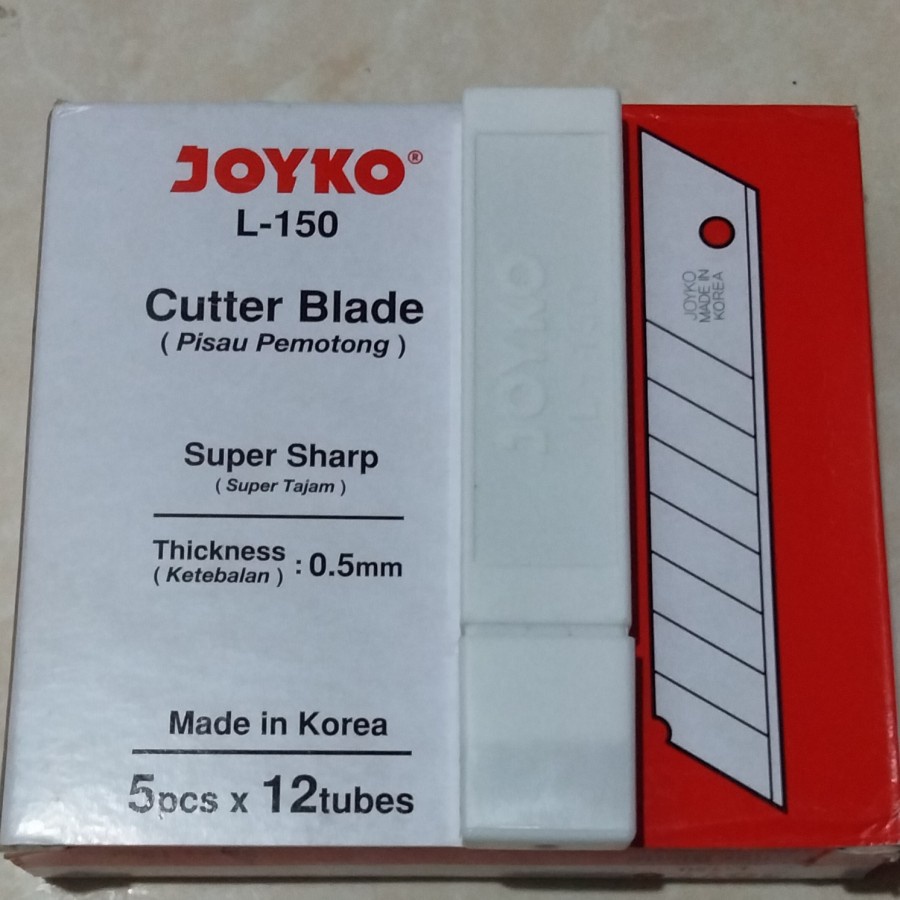 JOYKO®
L-150
Cutter Blade
( Pisau Pemotong )
Super Sharp
( Super Tajam )
Thickness : 0.5mm
( Ketebalan )
Made in Korea
5pcs x 12tubes
JOYKO
L-150
JOYKO
MADE IN
KOREA